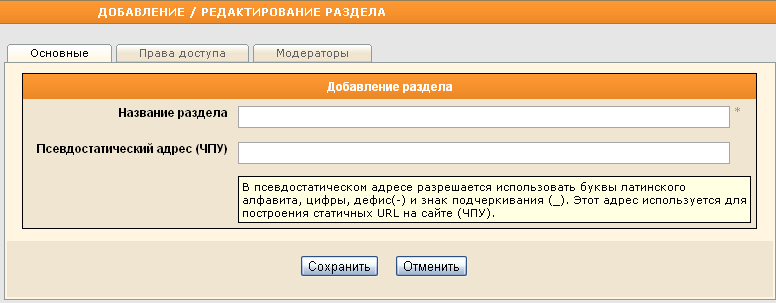 ДОБАВЛЕНИЕ / РЕДАКТИРОВАНИЕ РАЗДЕЛА
Основные Права доступа Модераторы
Добавление раздела
Название раздела *
Псевдостатический адрес (ЧПУ)
В псевдостатическом адресе разрешается использовать буквы латинского
алфавита, цифры, дефис(-) и знак подчеркивания (_). Этот адрес используется для
построения статичных URL на сайте (ЧПУ).
Сохранить Отменить